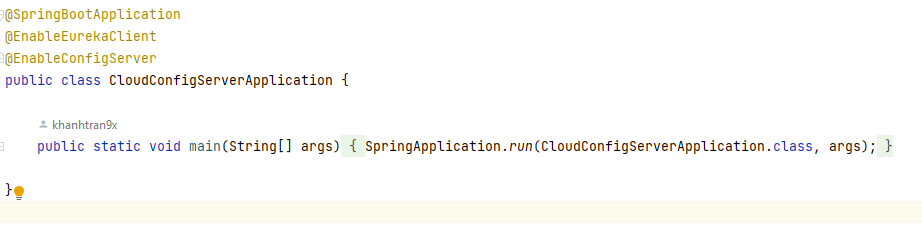 @SpringBootApplication
@EnableEurekaClient
@EnableConfigServer
public class CloudConfigServerApplication {
khanhtran9x
public static void main(String[] args) { SpringApplication.run(CloudConfigServerApplication.class, args); }
}